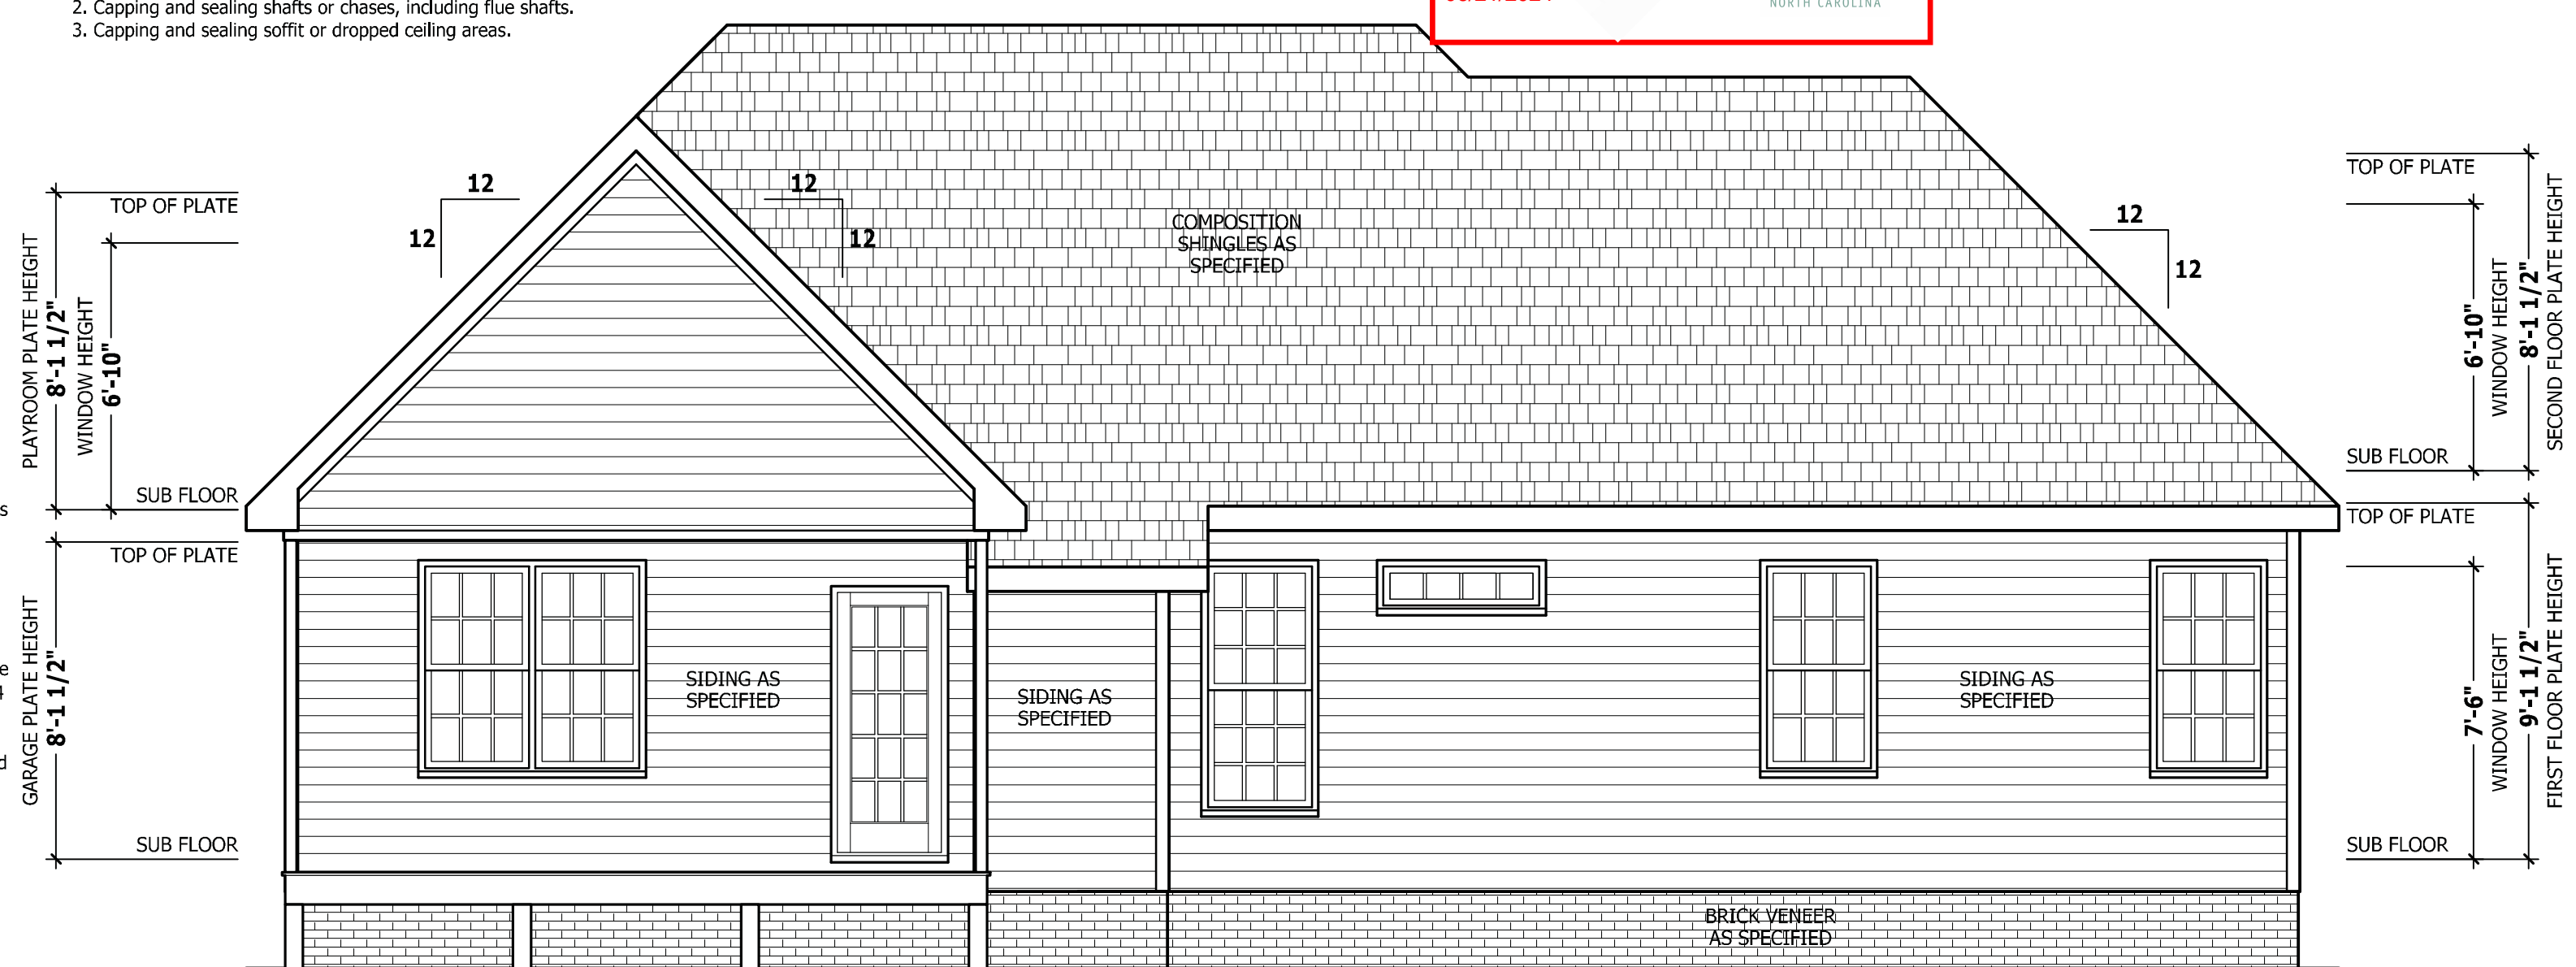 2. Capping and sealing shafts or chases, including flue shafts.
3. Capping and sealing soffit or dropped ceiling areas.
NORTH CAROLINA
12
12
12
12
12
12
COMPOSITION
SHINGLES AS
SPECIFIED
TOP OF PLATE
PLAYROOM PLATE HEIGHT
8'-1 1/2"
WINDOW HEIGHT
6'-10"
SUB FLOOR
TOP OF PLATE
GARAGE PLATE HEIGHT
8'-1 1/2"
SUB FLOOR
s
e
4
d
SIDING AS
SPECIFIED
SIDING AS
SPECIFIED
SIDING AS
SPECIFIED
BRICK VENEER
AS SPECIFIED
TOP OF PLATE
6'-10"
WINDOW HEIGHT
8'-1 1/2"
SECOND FLOOR PLATE HEIGHT
SUB FLOOR
TOP OF PLATE
7'-6"
WINDOW HEIGHT
9'-1 1/2"
FIRST FLOOR PLATE HEIGHT
SUB FLOOR